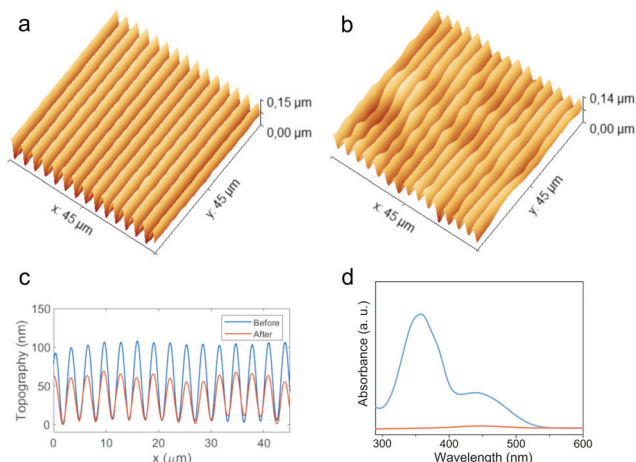 a
b
0,15 µm
0,00 µm
x: 45 µm
y: 45 µm
0,14 µm
0,00 µm
x: 45 µm
y: 45 µm
c
d
150
100
50
0
Topography (nm)
Before
After
0
10
20
30
40
x (µm)
Absorbance (a. u.)
300
400
500
600
Wavelength (nm)